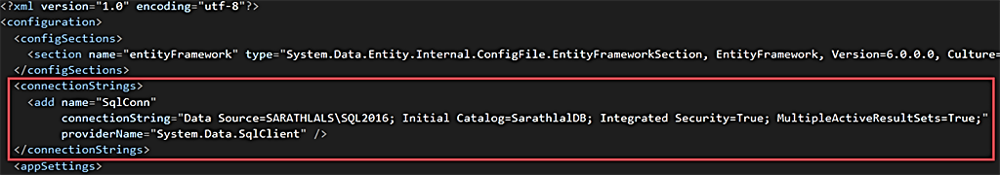 <?xml version="1.0" encoding="utf-8"?>
<configuration>
<configSections>
<section name="entityFramework" type="System.Data.Entity.Internal.ConfigFile.EntityFrameworkSection, EntityFramework, Version=6.0.0.0, Culture=
</configSections>
<connectionStrings>
<add name="SqlConn"
connectionString="Data Source=SARATHLALS\SQL2016; Initial Catalog=SarathlalDB; Integrated Security=True; MultipleActiveResultSets=True;"
providerName="System.Data.SqlClient" />
</connectionStrings>
<appSettings>